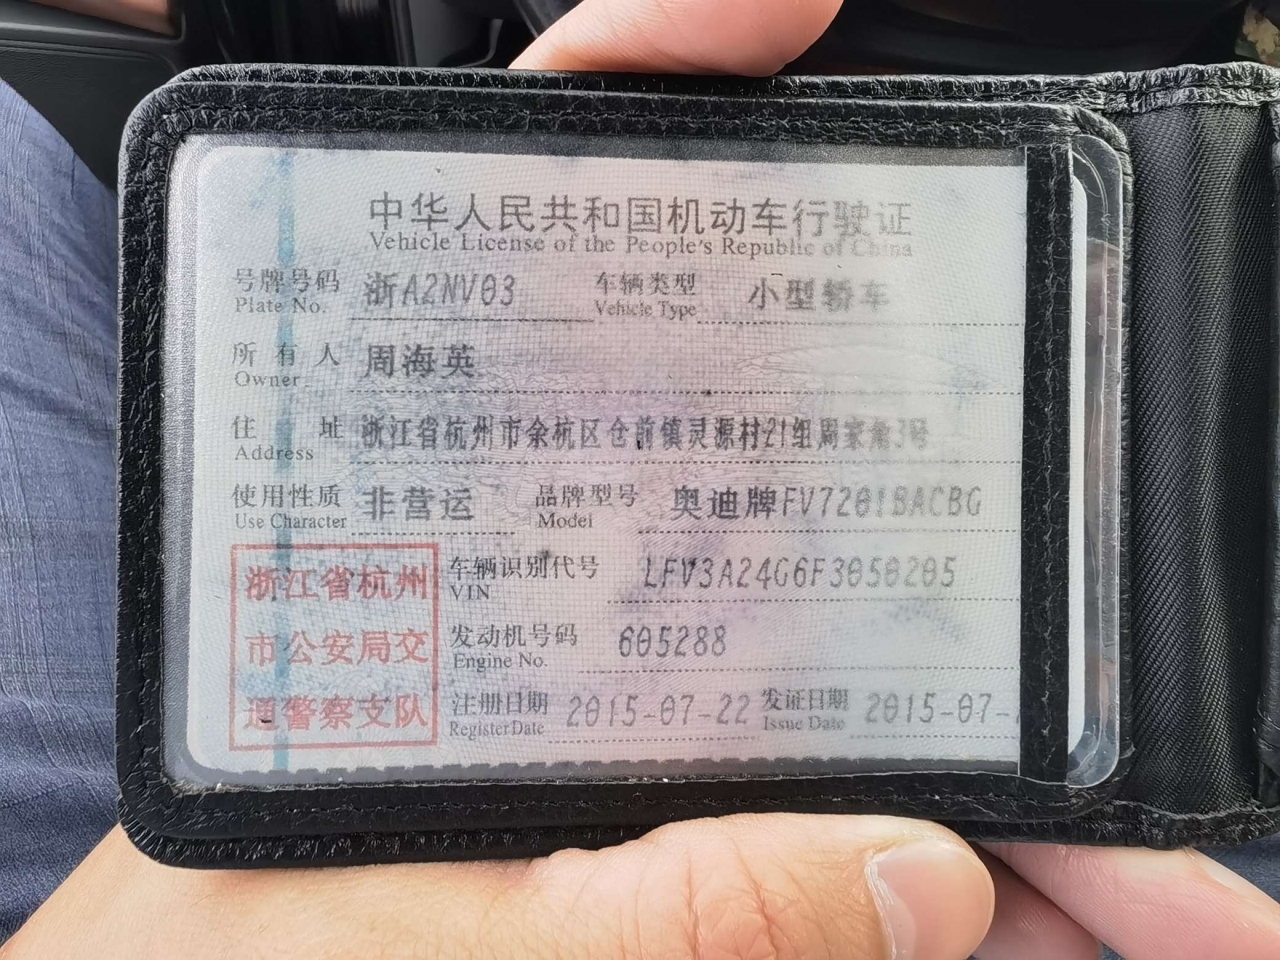 中华人民共和国机动车行驶证
Vehicle License of the People's Republic of China
号牌号码 浙A2NV03 车辆类型 小型轿车
Plate No. Vehicle Type
所有人 周海英
Owner
住址 浙江省杭州市余杭区仓前镇灵源村21组周家角3号
Address
使用性质 非营运 品牌型号 奥迪牌FV7201BACBG
Use Character Model
车辆识别代号 LFV3A24G6F3050205
VIN
发动机号码 605288
Engine No.
注册日期 2015-07-22 发证日期 2015-07-
Register Date Issue Date
浙江省杭州
市公安局交
通警察支队